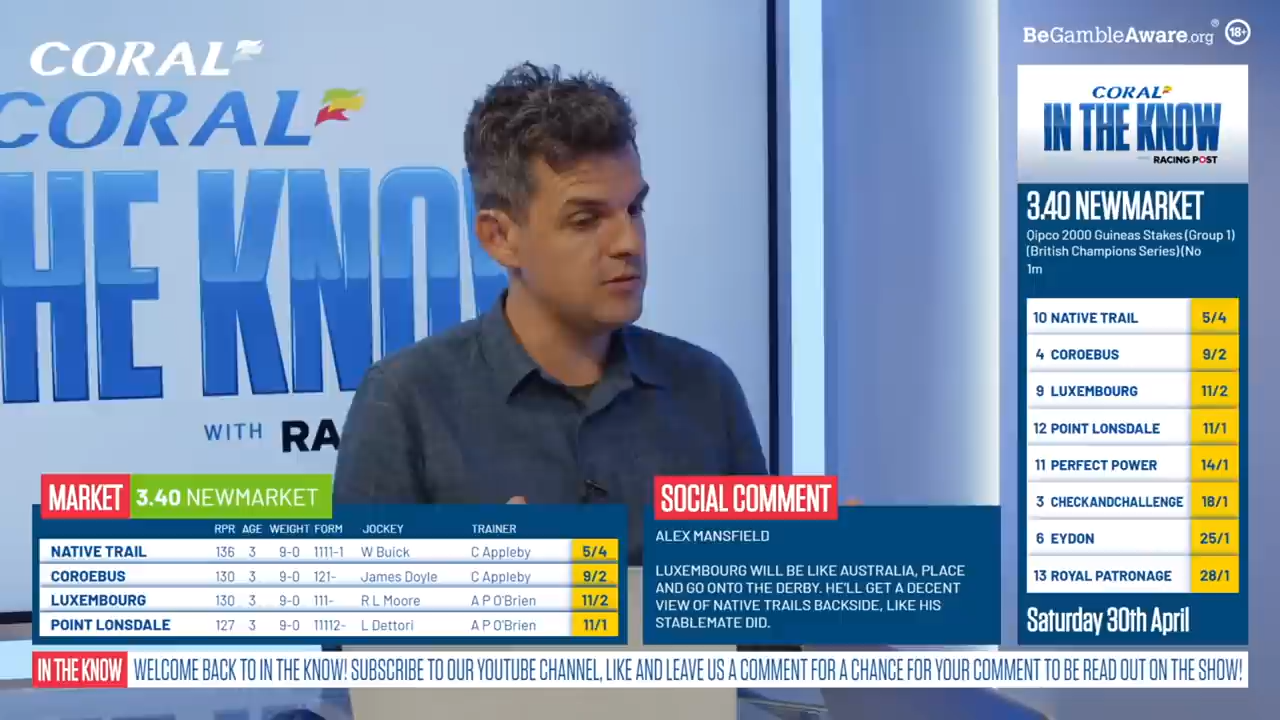 CORAL
CORAL
THE KNO
WITH RA
BeGambleAware.org® 18+
CORAL
IN THE KNOW
WITH RACING POST
3.40 NEWMARKET
Qipco 2000 Guineas Stakes (Group 1)
(British Champions Series) (No
1m
10 NATIVE TRAIL 5/4
4 COROEBUS 9/2
9 LUXEMBOURG 11/2
12 POINT LONSDALE 11/1
11 PERFECT POWER 14/1
3 CHECKANDCHALLENGE 18/1
6 EYDON 25/1
13 ROYAL PATRONAGE 28/1
Saturday 30th April
MARKET 3.40 NEWMARKET
RPR AGE WEIGHT FORM JOCKEY TRAINER
NATIVE TRAIL 136 3 9-0 1111-1 W Buick C Appleby 5/4
COROEBUS 130 3 9-0 121- James Doyle C Appleby 9/2
LUXEMBOURG 130 3 9-0 111- R L Moore A P O'Brien 11/2
POINT LONSDALE 127 3 9-0 11112- L Dettori A P O'Brien 11/1
SOCIAL COMMENT
ALEX MANSFIELD
LUXEMBOURG WILL BE LIKE AUSTRALIA, PLACE
AND GO ONTO THE DERBY. HE'LL GET A DECENT
VIEW OF NATIVE TRAILS BACKSIDE, LIKE HIS
STABLEMATE DID.
IN THE KNOW WELCOME BACK TO IN THE KNOW! SUBSCRIBE TO OUR YOUTUBE CHANNEL, LIKE AND LEAVE US A COMMENT FOR A CHANCE FOR YOUR COMMENT TO BE READ OUT ON THE SHOW!